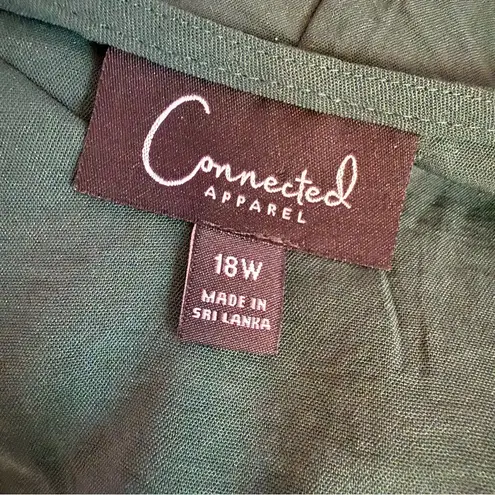 Connected
APPAREL
18W
MADE IN
SRI LANKA